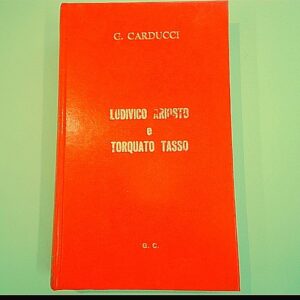 G. CARDUCCI
LUDIVICO ARIOSTO
e
TORQUATO TASSO
G. C.